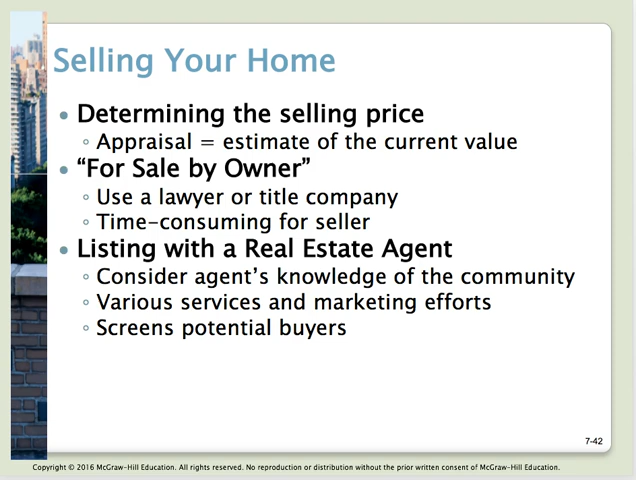 Selling Your Home
• Determining the selling price
◦ Appraisal = estimate of the current value
• “For Sale by Owner”
◦ Use a lawyer or title company
◦ Time-consuming for seller
• Listing with a Real Estate Agent
◦ Consider agent’s knowledge of the community
◦ Various services and marketing efforts
◦ Screens potential buyers
7-42
Copyright © 2016 McGraw-Hill Education. All rights reserved. No reproduction or distribution without the prior written consent of McGraw-Hill Education.